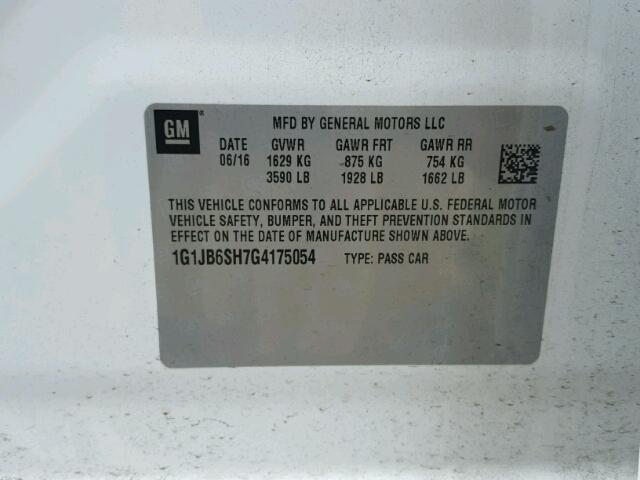 GM ®
MFD BY GENERAL MOTORS LLC
DATE GVWR GAWR FRT GAWR RR
06/16 1629 KG 875 KG 754 KG
3590 LB 1928 LB 1662 LB
THIS VEHICLE CONFORMS TO ALL APPLICABLE U.S. FEDERAL MOTOR
VEHICLE SAFETY, BUMPER, AND THEFT PREVENTION STANDARDS IN
EFFECT ON THE DATE OF MANUFACTURE SHOWN ABOVE.
1G1JB6SH7G4175054 TYPE: PASS CAR